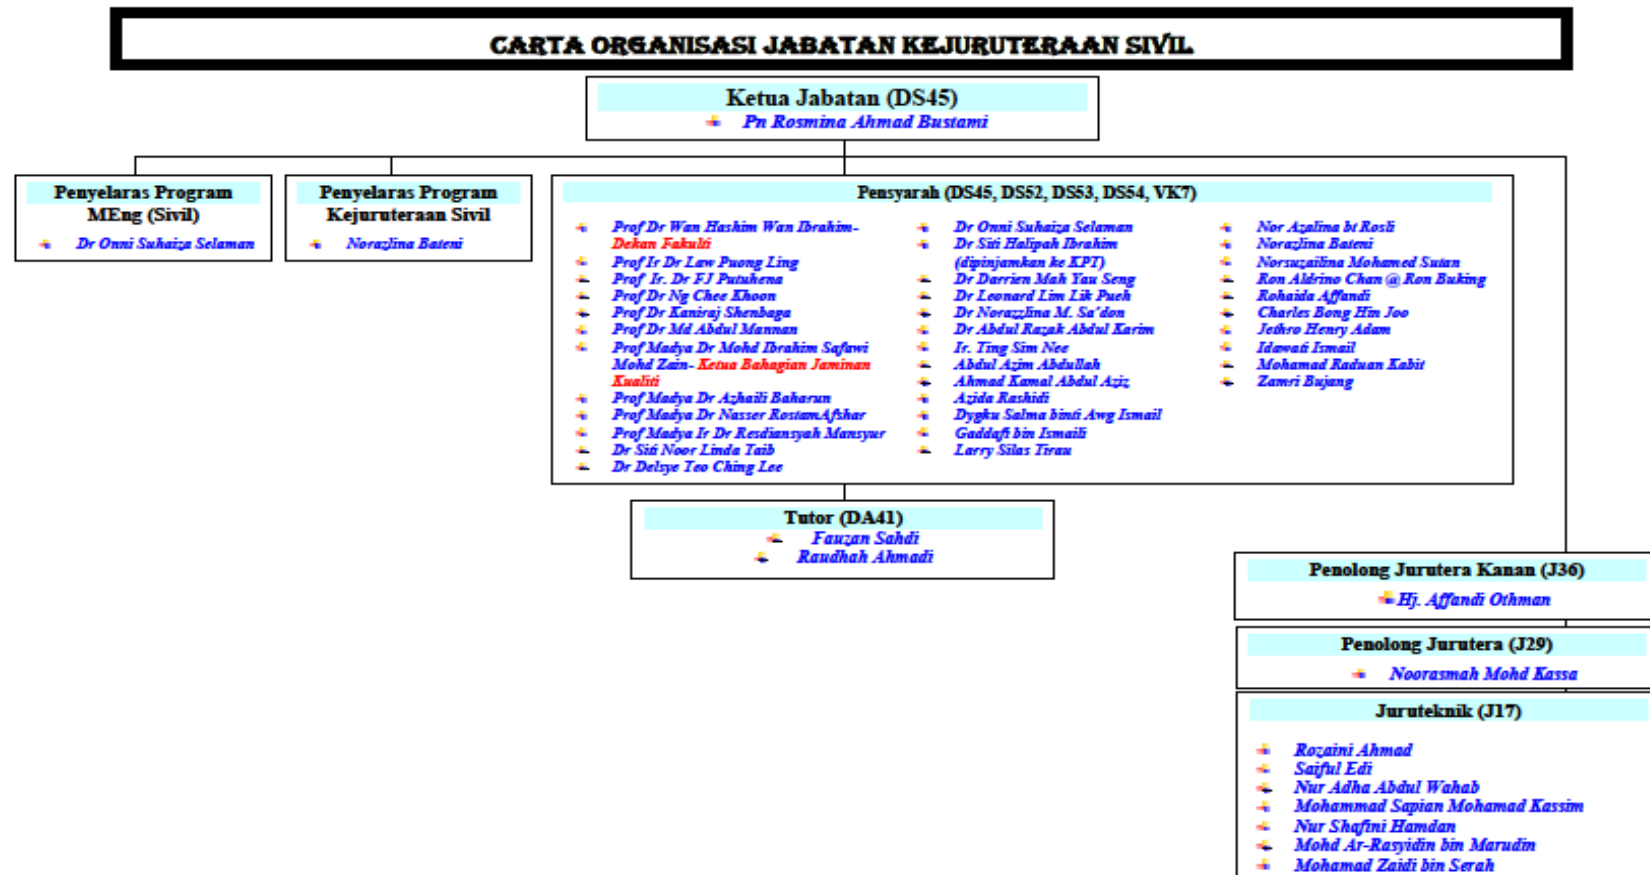 CARTA ORGANISASI JABATAN KEJURUTERAAN SIVIL
Ketua Jabatan (DS45)
Pn Rosmina Ahmad Bustami
Penyelaras Program
MEng (Sivil)
Dr Onni Suhaiza Selaman
Penyelaras Program
Kejuruteraan Sivil
Norazlina Bateni
Pensyarah (DS45, DS52, DS53, DS54, VK7)
Prof Dr Wan Hashim Wan Ibrahim-
Dekan Fakulti
Prof Ir Dr Law Puong Ling
Prof Ir. Dr FJ Putuhena
Prof Dr Ng Chee Khoon
Prof Dr Kaniraj Shenbaga
Prof Dr Md Abdul Mannan
Prof Madya Dr Mohd Ibrahim Safawi
Mohd Zain- Ketua Bahagian Jaminan
Kualiti
Prof Madya Dr Azhaili Baharun
Prof Madya Dr Nasser RostamAfshar
Prof Madya Ir Dr Resdiansyah Mansyur
Dr Siti Noor Linda Taib
Dr Delsye Teo Ching Lee
Dr Onni Suhaiza Selaman
Dr Siti Halipah Ibrahim
(dipinjamkan ke KPT)
Dr Darrien Mah Yau Seng
Dr Leonard Lim Lik Pueh
Dr Norazzlina M. Sa'don
Dr Abdul Razak Abdul Karim
Ir. Ting Sim Nee
Abdul Azim Abdullah
Ahmad Kamal Abdul Aziz
Azida Rashidi
Dygku Salma binti Awg Ismail
Gaddafi bin Ismaili
Larry Silas Tirau
Nor Azalina bt Rosli
Norazlina Bateni
Norsuzailina Mohamed Sutan
Ron Aldrino Chan @ Ron Buking
Rohaida Affandi
Charles Bong Hin Joo
Jethro Henry Adam
Idawati Ismail
Mohamad Raduan Kabit
Zamri Bujang
Tutor (DA41)
Fauzan Sahdi
Raudhah Ahmadi
Penolong Jurutera Kanan (J36)
Hj. Affandi Othman
Penolong Jurutera (J29)
Noorasmah Mohd Kassa
Juruteknik (J17)
Rozaini Ahmad
Saiful Edi
Nur Adha Abdul Wahab
Mohammad Sapian Mohamad Kassim
Nur Shafini Hamdan
Mohd Ar-Rasyidin bin Marudin
Mohamad Zaidi bin Serah